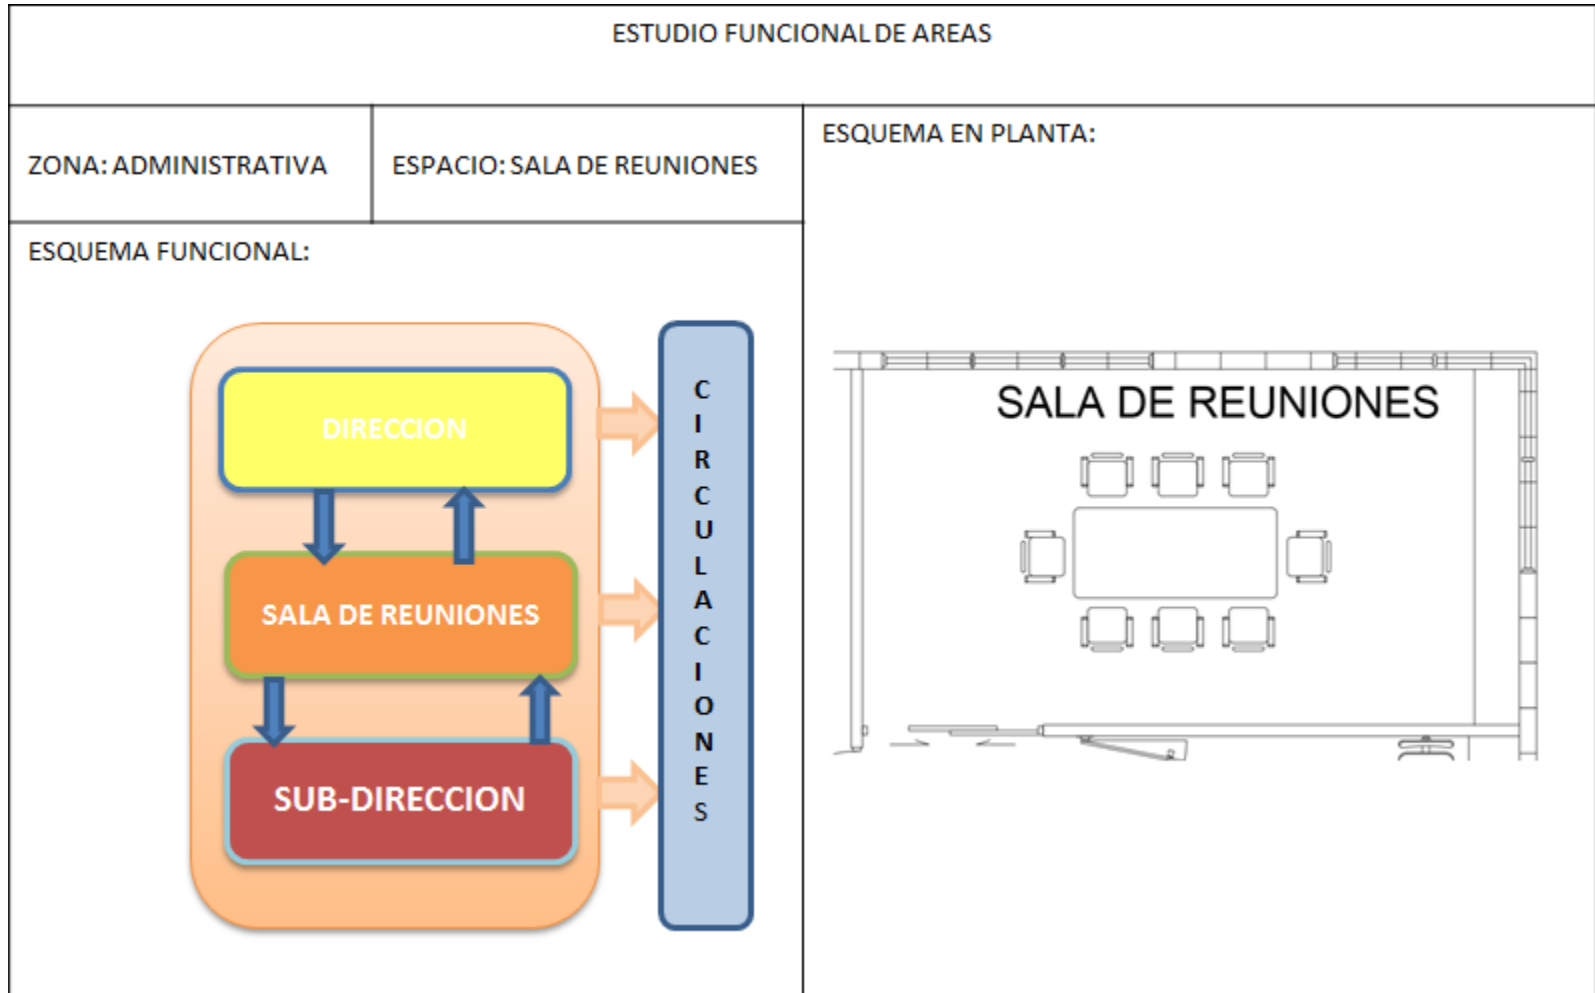 ESTUDIO FUNCIONAL DE AREAS
ZONA: ADMINISTRATIVA
ESPACIO: SALA DE REUNIONES
ESQUEMA EN PLANTA:
ESQUEMA FUNCIONAL:
DIRECCION
SALA DE REUNIONES
SUB-DIRECCION
CIRCULACIONES
SALA DE REUNIONES